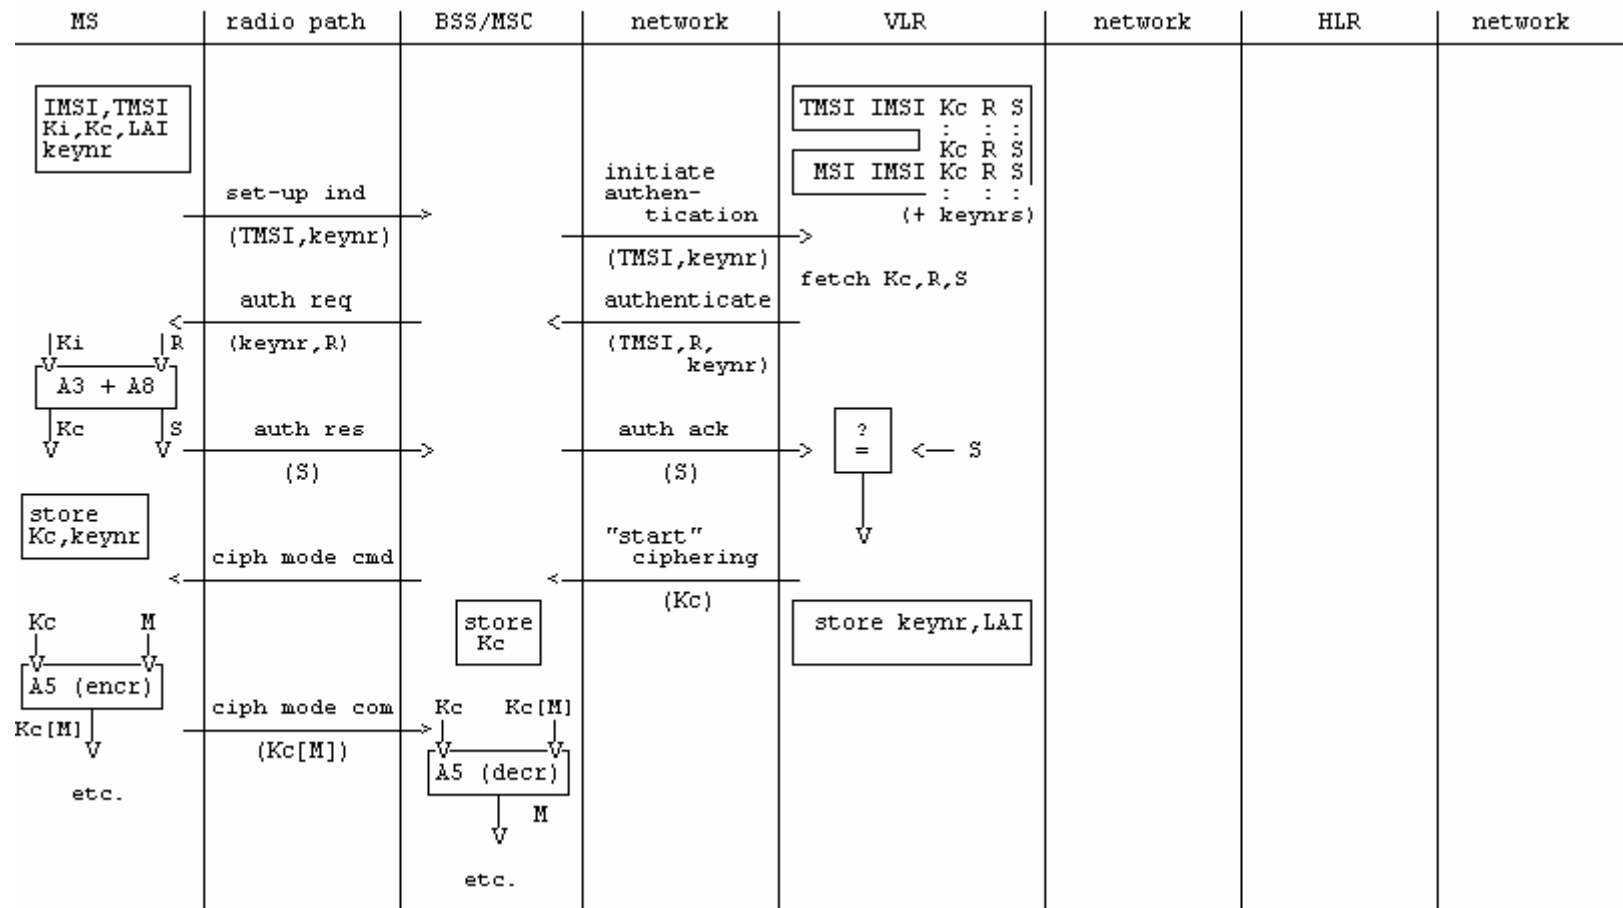 MS radio path BSS/MSC network VLR network HLR network
IMSI,TMSI
Ki,Kc,LAI
keynr
TMSI IMSI Kc R S
: : :
Kc R S
MSI IMSI Kc R S
: : :
(+ keynrs)
set-up ind
(TMSI,keynr)
initiate
authen-
tication
(TMSI,keynr)
fetch Kc,R,S
auth req
(keynr,R)
authenticate
(TMSI,R,
keynr)
Ki R
A3 + A8
Kc S
auth res
(S)
auth ack
(S)
?
=
S
store
Kc,keynr
ciph mode cmd
"start"
ciphering
(Kc)
store
Kc
store keynr,LAI
Kc M
A5 (encr)
Kc[M]
etc.
ciph mode com
(Kc[M])
Kc Kc[M]
A5 (decr)
M
etc.